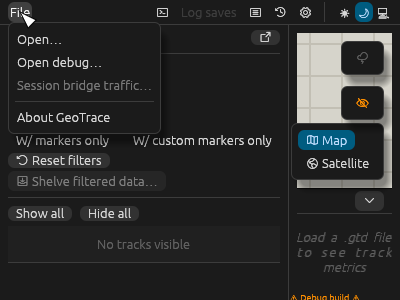 File
Log saves
Open…
Open debug…
Session bridge traffic…
About GeoTrace
W/ markers only
W/ custom markers only
Reset filters
Shelve filtered data…
Show all
Hide all
No tracks visible
Map
Satellite
Load a .gtd file
to see track
metrics
⚠ Debug build ⚠